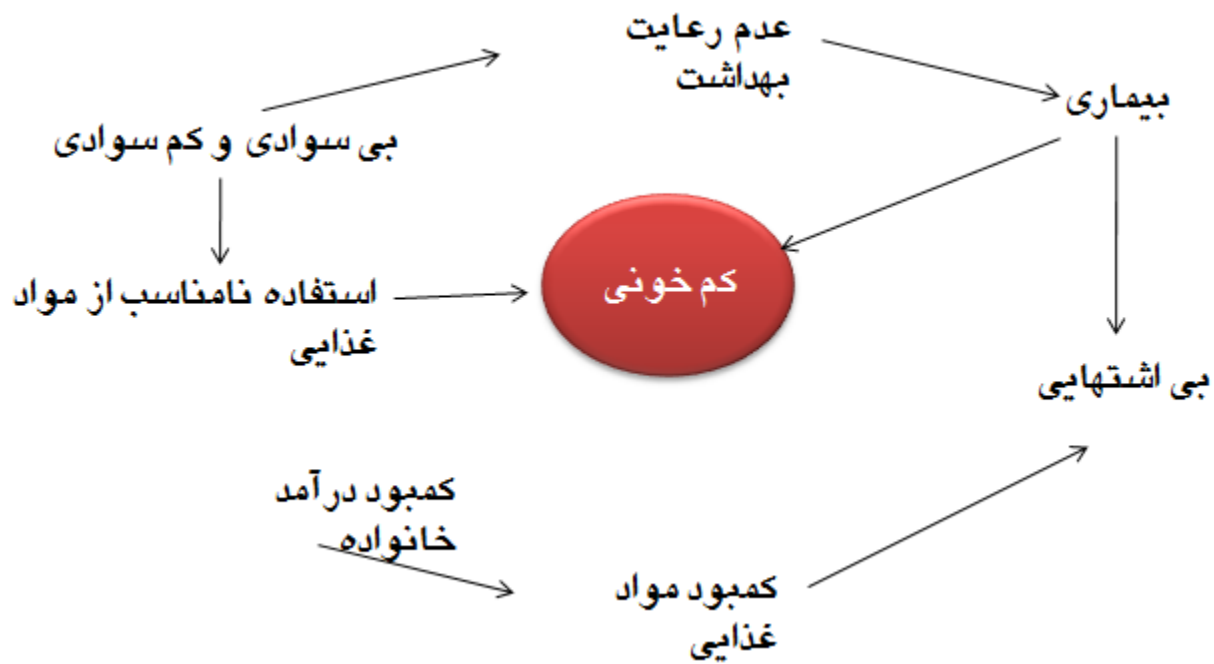 عدم رعایت
بهداشت
بیماری
بی سوادی و کم سوادی
کم خونی
استفاده نامناسب از مواد
غذایی
بی اشتهایی
کمبود درآمد
خانواده
کمبود مواد
غذایی